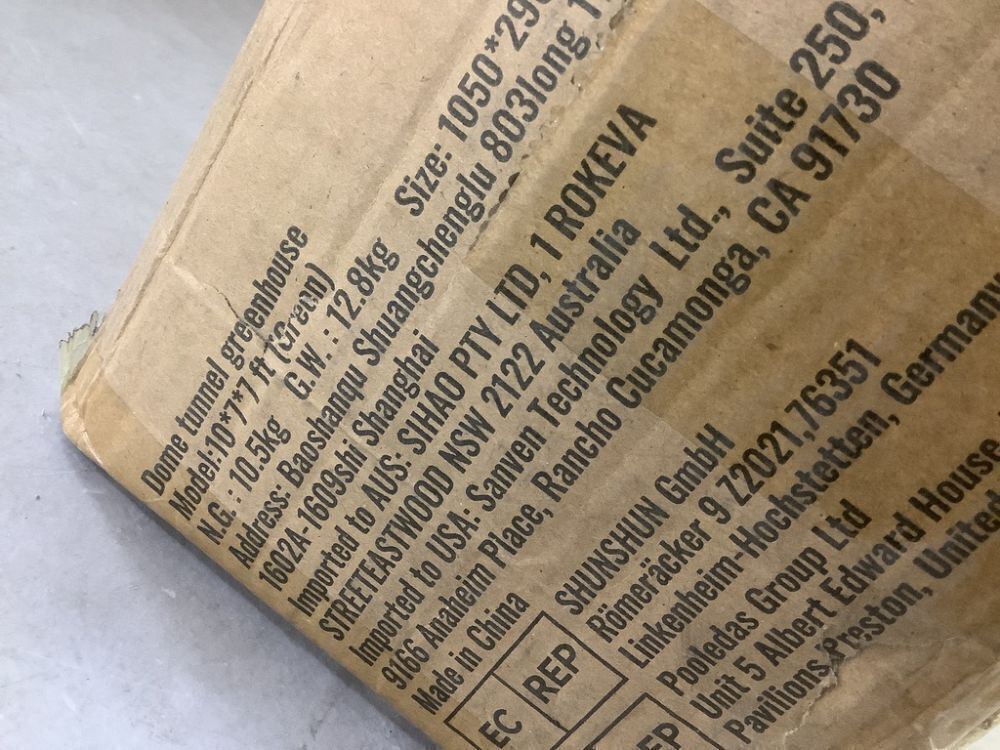 Dome tunnel greenhouse
Model:10*7*7 ft (Green)
N.G. : 10.5kg G.W. : 12.8kg Size: 1050*290
Address: Baoshanqu Shuangchenglu 803long 1
1602A-1609shi Shanghai
Imported to AUS: SIHAO PTY LTD, 1 ROKEVA
STREETEASTWOOD NSW 2122 Australia
Imported to USA: Sanven Technology Ltd., Suite 250,
9166 Anaheim Place, Rancho Cucamonga, CA 91730
Made in China
EC REP
SHUNSHUN GmbH
Römeräcker 9 Z2021,76351
Linkenheim-Hochstetten, Germany
EP
Pooledas Group Ltd
Unit 5 Albert Edward House,
Pavilions Preston, United